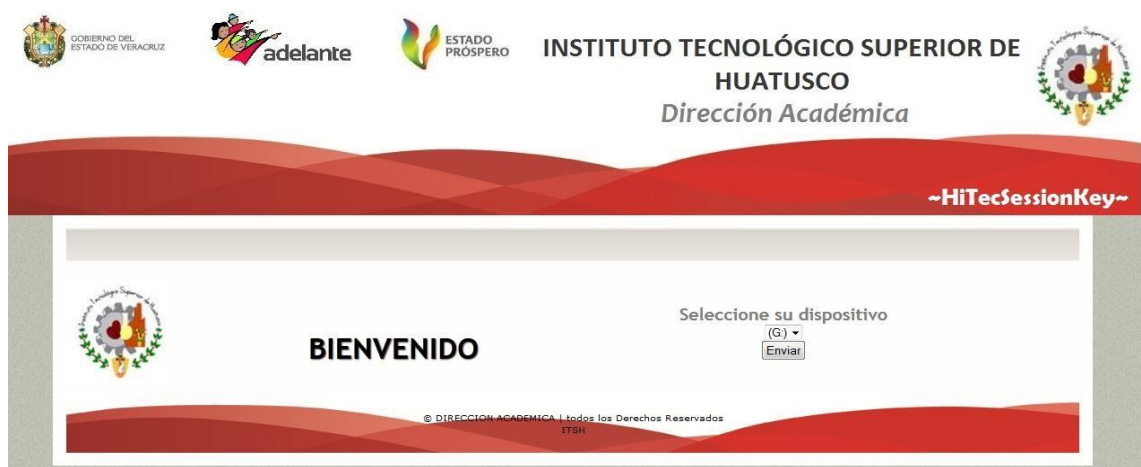 GOBIERNO DEL
ESTADO DE VERACRUZ
adelante
ESTADO
PRÓSPERO
INSTITUTO TECNOLÓGICO SUPERIOR DE
HUATUSCO
Dirección Académica
~HiTecSessionKey~
BIENVENIDO
Seleccione su dispositivo
(G:)
Enviar
© DIRECCION ACADEMICA | todos los Derechos Reservados
ITSH